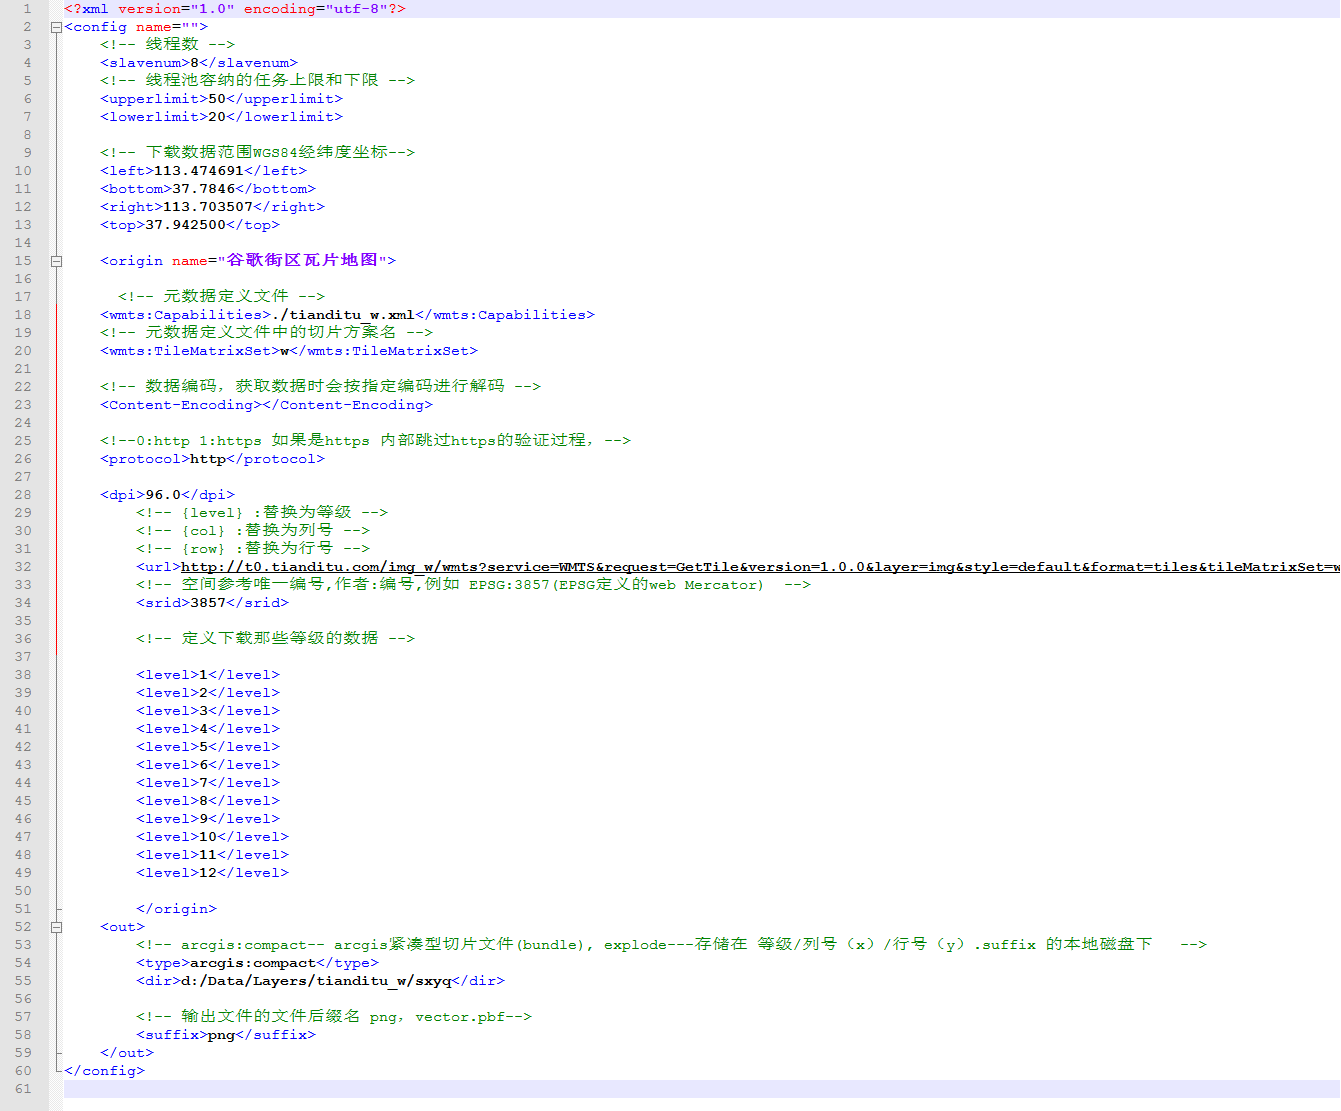 1 <?xml version="1.0" encoding="utf-8"?>
2 <config name="">
3 <!-- 线程数 -->
4 <slavenum>8</slavenum>
5 <!-- 线程池容纳的任务上限和下限 -->
6 <upperlimit>50</upperlimit>
7 <lowerlimit>20</lowerlimit>
8
9 <!-- 下载数据范围WGS84经纬度坐标-->
10 <left>113.474691</left>
11 <bottom>37.7846</bottom>
12 <right>113.703507</right>
13 <top>37.942500</top>
14
15 <origin name="谷歌街区瓦片地图">
16
17 <!-- 元数据定义文件 -->
18 <wmts:Capabilities>./tianditu_w.xml</wmts:Capabilities>
19 <!-- 元数据定义文件中的切片方案名 -->
20 <wmts:TileMatrixSet>w</wmts:TileMatrixSet>
21
22 <!-- 数据编码，获取数据时会按指定编码进行解码 -->
23 <Content-Encoding></Content-Encoding>
24
25 <!--0:http 1:https 如果是https 内部跳过https的验证过程，-->
26 <protocol>http</protocol>
27
28 <dpi>96.0</dpi>
29 <!-- {level} :替换为等级 -->
30 <!-- {col} :替换为列号 -->
31 <!-- {row} :替换为行号 -->
32 <url>http://t0.tianditu.com/img_w/wmts?service=WMTS&request=GetTile&version=1.0.0&layer=img&style=default&format=tiles&tileMatrixSet=w
33 <!-- 空间参考唯一编号,作者:编号,例如 EPSG:3857(EPSG定义的web Mercator) -->
34 <srid>3857</srid>
35
36 <!-- 定义下载那些等级的数据 -->
37
38 <level>1</level>
39 <level>2</level>
40 <level>3</level>
41 <level>4</level>
42 <level>5</level>
43 <level>6</level>
44 <level>7</level>
45 <level>8</level>
46 <level>9</level>
47 <level>10</level>
48 <level>11</level>
49 <level>12</level>
50
51 </origin>
52 <out>
53 <!-- arcgis:compact-- arcgis紧凑型切片文件(bundle), explode---存储在 等级/列号（x）/行号（y）.suffix 的本地磁盘下 -->
54 <type>arcgis:compact</type>
55 <dir>d:/Data/Layers/tianditu_w/sxyq</dir>
56
57 <!-- 输出文件的文件后缀名 png，vector.pbf-->
58 <suffix>png</suffix>
59 </out>
60 </config>
61